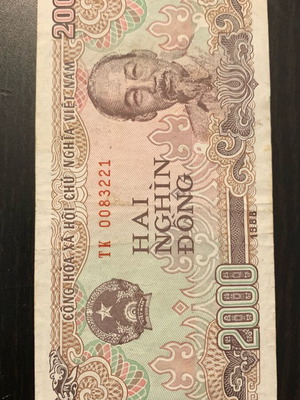 CỘNG HÒA XÃ HỘI CHỦ NGHĨA VIỆT NAM
200
TK 0083221
HAI
NGHÌN
ĐỒNG
1988
2000